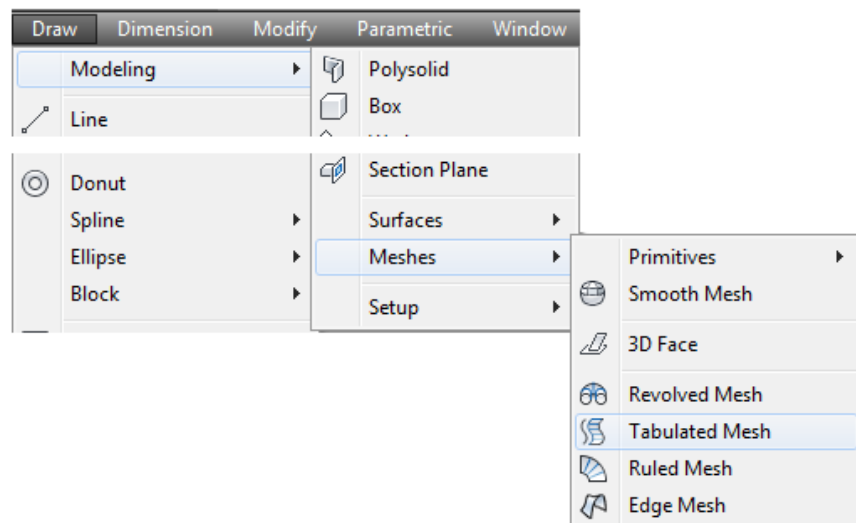 Draw Dimension Modify Parametric Window
Modeling
Line
Donut
Spline
Ellipse
Block
Polysolid
Box
Section Plane
Surfaces
Meshes
Setup
Primitives
Smooth Mesh
3D Face
Revolved Mesh
Tabulated Mesh
Ruled Mesh
Edge Mesh